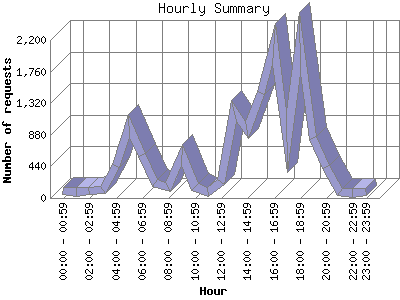 Hourly Summary
Number of requests
2,200
1,760
1,320
880
440
0
00:00 - 00:59
02:00 - 02:59
04:00 - 04:59
06:00 - 06:59
08:00 - 08:59
10:00 - 10:59
12:00 - 12:59
14:00 - 14:59
16:00 - 16:59
18:00 - 18:59
20:00 - 20:59
22:00 - 22:59
23:00 - 23:59
Hour